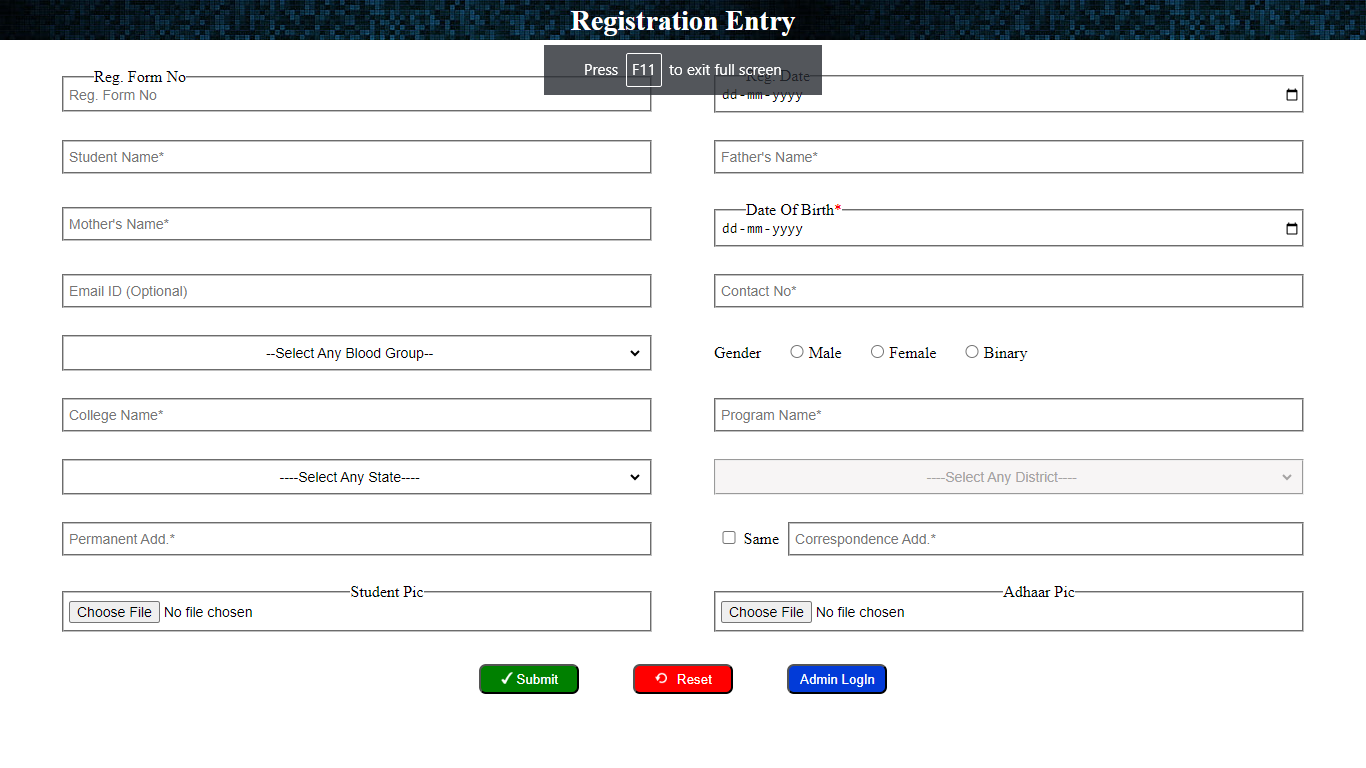 Registration Entry
Press F11 to exit full screen
Reg. Form No
Reg. Date
Reg. Form No
dd-mm-yyyy
Student Name*
Father's Name*
Mother's Name*
Date Of Birth*
dd-mm-yyyy
Email ID (Optional)
Contact No*
--Select Any Blood Group--
Gender Male Female Binary
College Name*
Program Name*
----Select Any State----
----Select Any District----
Permanent Add.*
Same Correspondence Add.*
Student Pic
Choose File No file chosen
Adhaar Pic
Choose File No file chosen
Submit
Reset
Admin LogIn